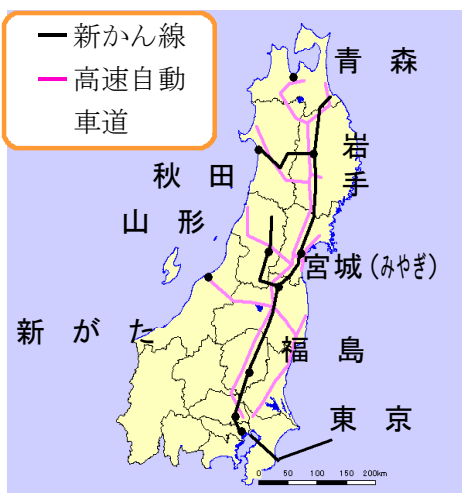 新かん線
高速自動
車道
青森
岩手
秋田
山形
宮城(みやぎ)
新がた
福島
東京
0 50 100 150 200km